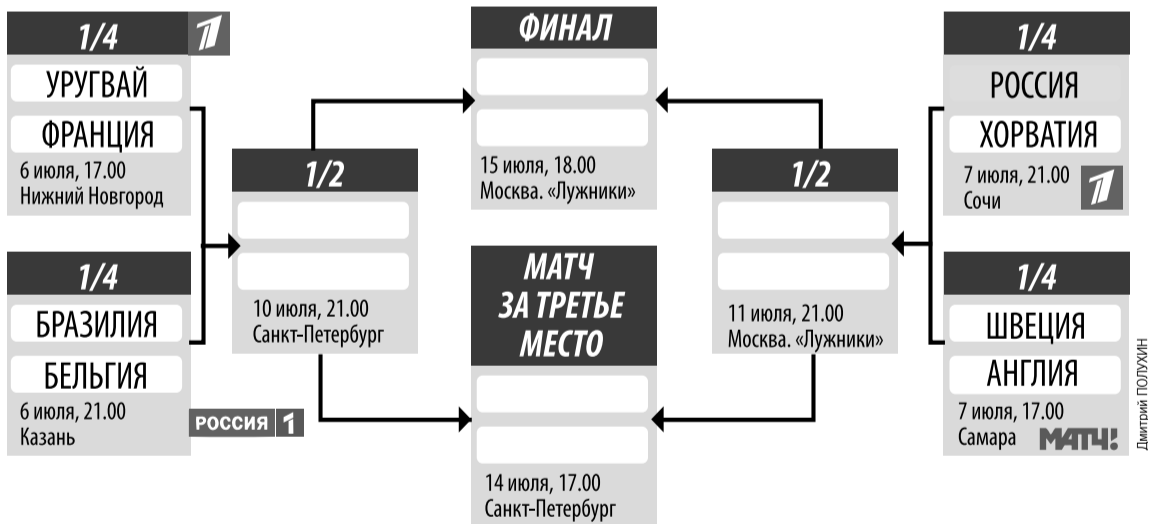 1/4
1
УРУГВАЙ
ФРАНЦИЯ
6 июля, 17.00
Нижний Новгород
1/4
БРАЗИЛИЯ
БЕЛЬГИЯ
6 июля, 21.00
Казань
РОССИЯ 1
1/2
10 июля, 21.00
Санкт-Петербург
ФИНАЛ
15 июля, 18.00
Москва. «Лужники»
МАТЧ
ЗА ТРЕТЬЕ
МЕСТО
14 июля, 17.00
Санкт-Петербург
1/2
11 июля, 21.00
Москва. «Лужники»
1/4
РОССИЯ
ХОРВАТИЯ
7 июля, 21.00
Сочи
1
1/4
ШВЕЦИЯ
АНГЛИЯ
7 июля, 17.00
Самара
МАТЧ!
Дмитрий ПОЛУХИН